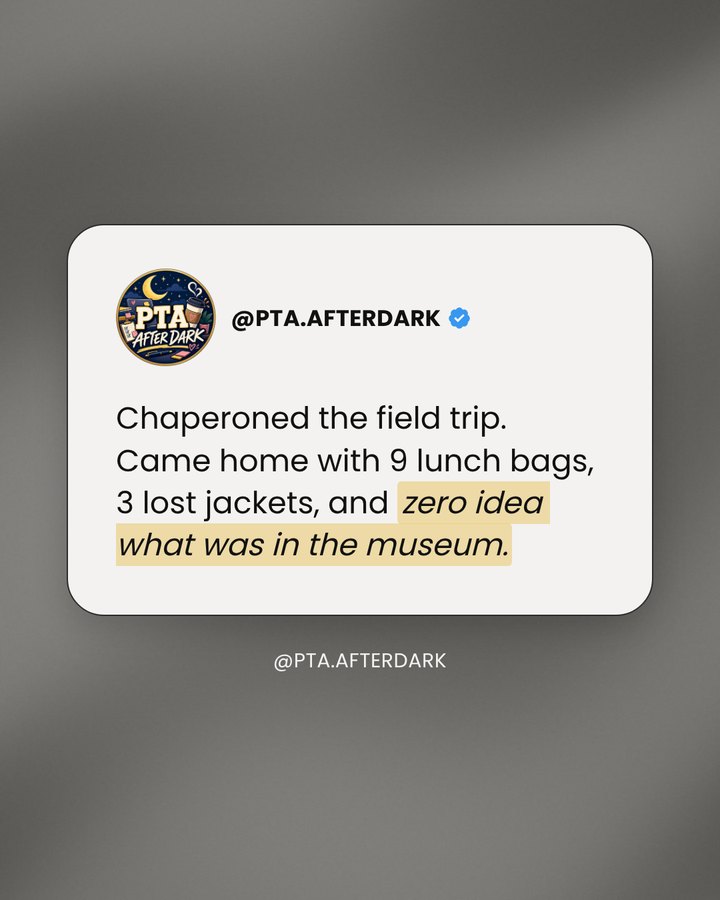 PTA
AFTER DARK
@PTA.AFTERDARK
Chaperoned the field trip.
Came home with 9 lunch bags,
3 lost jackets, and zero idea
what was in the museum.
@PTA.AFTERDARK